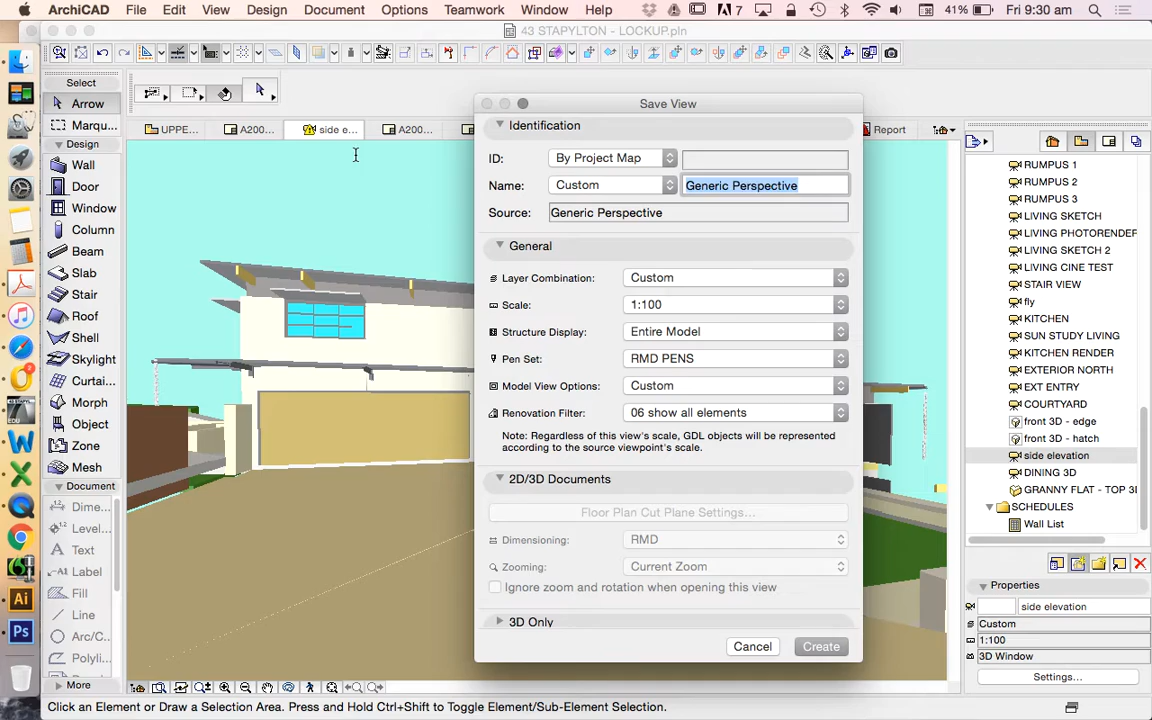 ArchiCAD File Edit View Design Document Options Teamwork Window Help 7 41% Fri 9:30 am
43 STAPYLTON - LOCKUP.pln
UPPE... A200... side e... A200... Report
Select
Arrow
Marqu...
Design
Wall
Door
Window
Column
Beam
Slab
Stair
Roof
Shell
Skylight
Curtai...
Morph
Object
Zone
Mesh
Document
Dime...
Level...
Text
Label
Fill
Line
Arc/C...
Polyli...
More
Save View
Identification
ID: By Project Map
Name: Custom Generic Perspective
Source: Generic Perspective
General
Layer Combination: Custom
Scale: 1:100
Structure Display: Entire Model
Pen Set: RMD PENS
Model View Options: Custom
Renovation Filter: 06 show all elements
Note: Regardless of this view's scale, GDL objects will be represented
according to the source viewpoint's scale.
2D/3D Documents
Floor Plan Cut Plane Settings...
Dimensioning: RMD
Zooming: Current Zoom
Ignore zoom and rotation when opening this view
3D Only
Cancel Create
RUMPUS 1
RUMPUS 2
RUMPUS 3
LIVING SKETCH
LIVING PHOTORENDER
LIVING SKETCH 2
LIVING CINE TEST
STAIR VIEW
fly
KITCHEN
SUN STUDY LIVING
KITCHEN RENDER
EXTERIOR NORTH
EXT ENTRY
COURTYARD
front 3D - edge
front 3D - hatch
side elevation
DINING 3D
GRANNY FLAT - TOP 3D
SCHEDULES
Wall List
Properties
side elevation
Custom
1:100
3D Window
Settings...
Click an Element or Draw a Selection Area. Press and Hold Ctrl+Shift to Toggle Element/Sub-Element Selection.